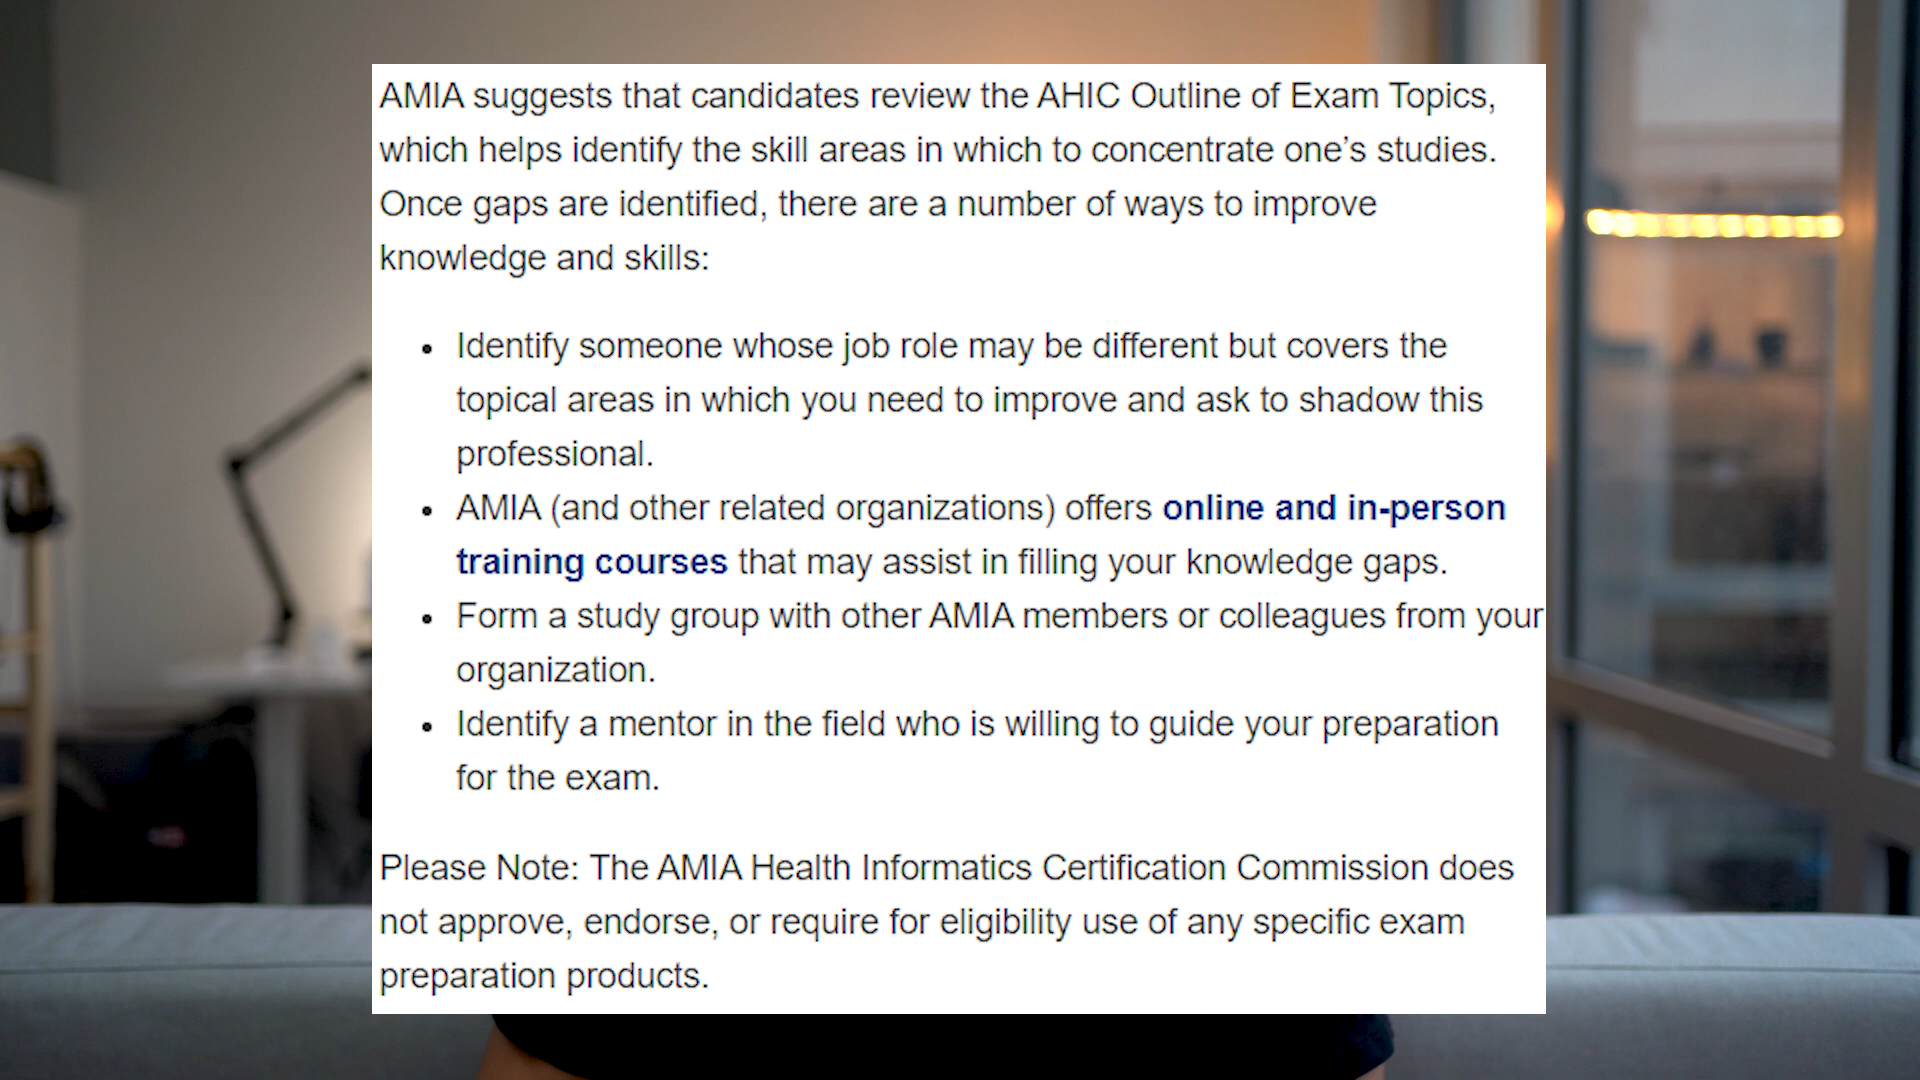 AMIA suggests that candidates review the AHIC Outline of Exam Topics,
which helps identify the skill areas in which to concentrate one’s studies.
Once gaps are identified, there are a number of ways to improve
knowledge and skills:
• Identify someone whose job role may be different but covers the
topical areas in which you need to improve and ask to shadow this
professional.
• AMIA (and other related organizations) offers online and in-person
training courses that may assist in filling your knowledge gaps.
• Form a study group with other AMIA members or colleagues from your
organization.
• Identify a mentor in the field who is willing to guide your preparation
for the exam.
Please Note: The AMIA Health Informatics Certification Commission does
not approve, endorse, or require for eligibility use of any specific exam
preparation products.